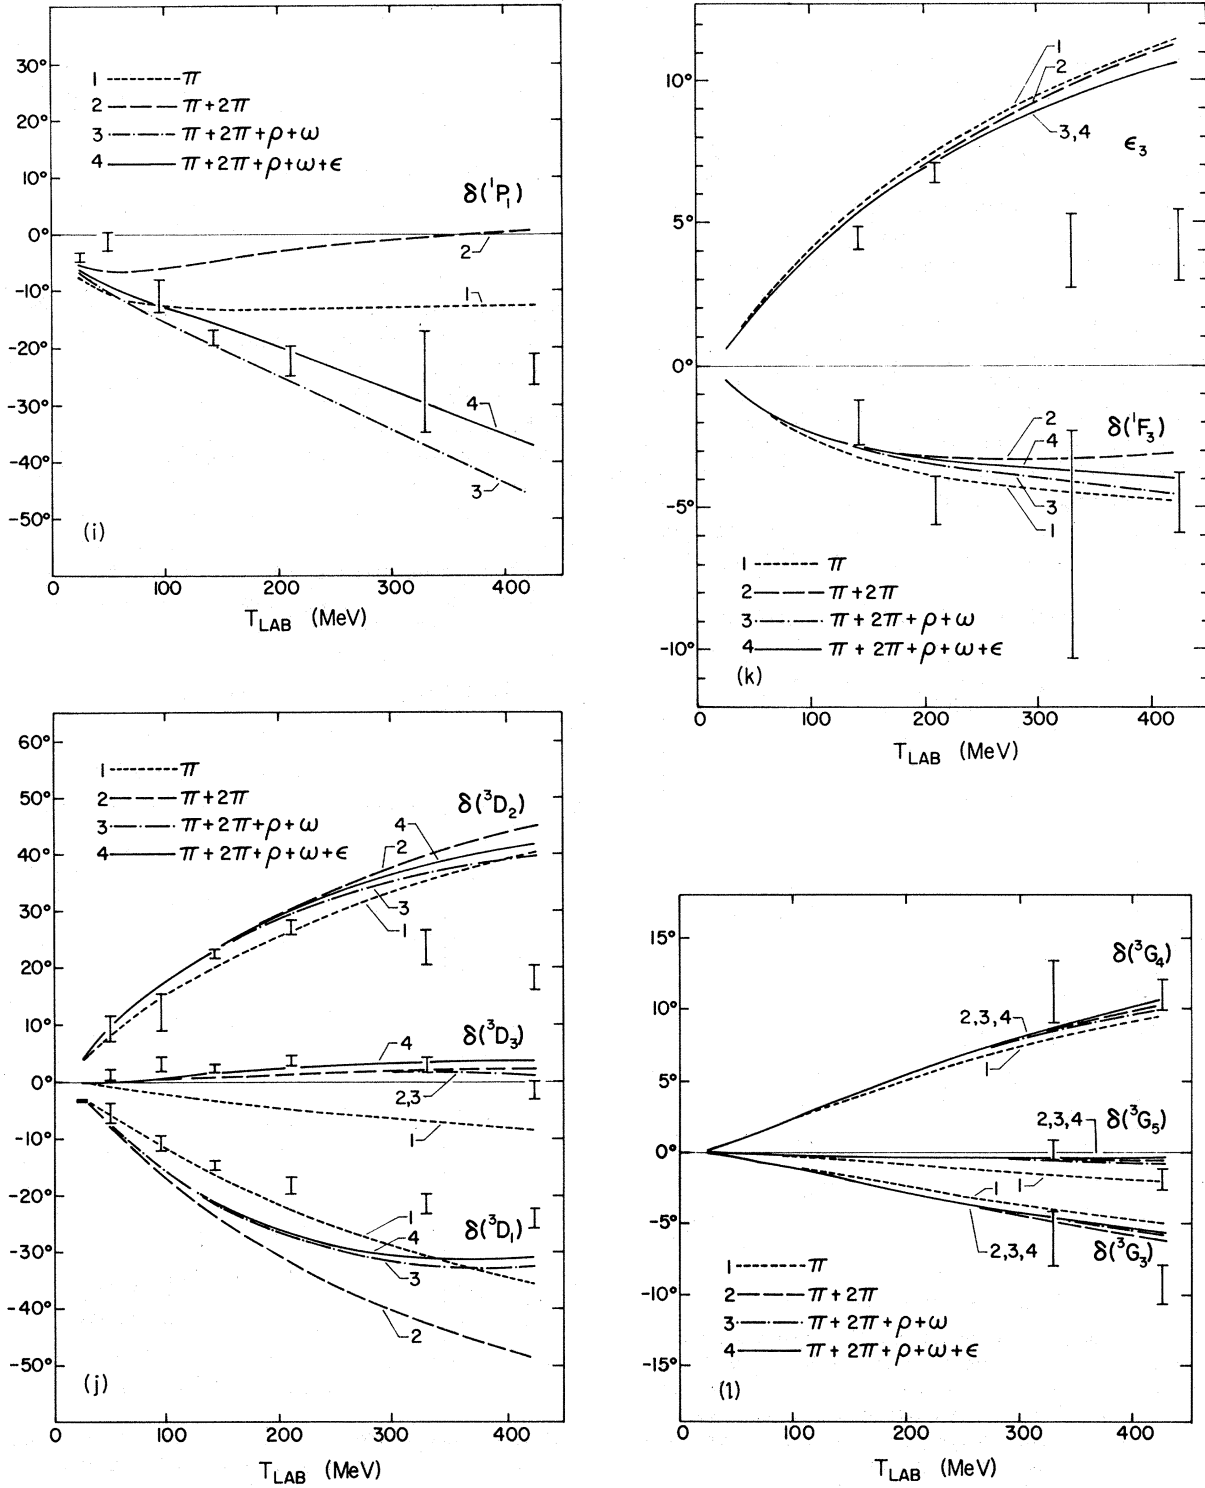 30°
20°
10°
0°
-10°
-20°
-30°
-40°
-50°
1 π
2 π+2π
3 π+2π+ρ+ω
4 π+2π+ρ+ω+ϵ
δ(¹P₁)
2
1
4
3
(i)
0 100 200 300 400
T_LAB (MeV)
10°
5°
0°
-5°
-10°
1
2
3,4
ϵ₃
δ(¹F₃)
2
4
3
1
1 π
2 π+2π
3 π+2π+ρ+ω
4 π+2π+ρ+ω+ϵ
(k)
0 100 200 300 400
T_LAB (MeV)
60°
50°
40°
30°
20°
10°
0°
-10°
-20°
-30°
-40°
-50°
1 π
2 π+2π
3 π+2π+ρ+ω
4 π+2π+ρ+ω+ϵ
δ(³D₂)
4
2
3
1
δ(³D₃)
4
2,3
1
δ(³D₁)
1
4
3
2
(j)
0 100 200 300 400
T_LAB (MeV)
15°
10°
5°
0°
-5°
-10°
-15°
δ(³G₄)
2,3,4
1
2,3,4
δ(³G₅)
1
1
2,3,4
δ(³G₃)
1 π
2 π+2π
3 π+2π+ρ+ω
4 π+2π+ρ+ω+ϵ
(l)
0 100 200 300 400
T_LAB (MeV)